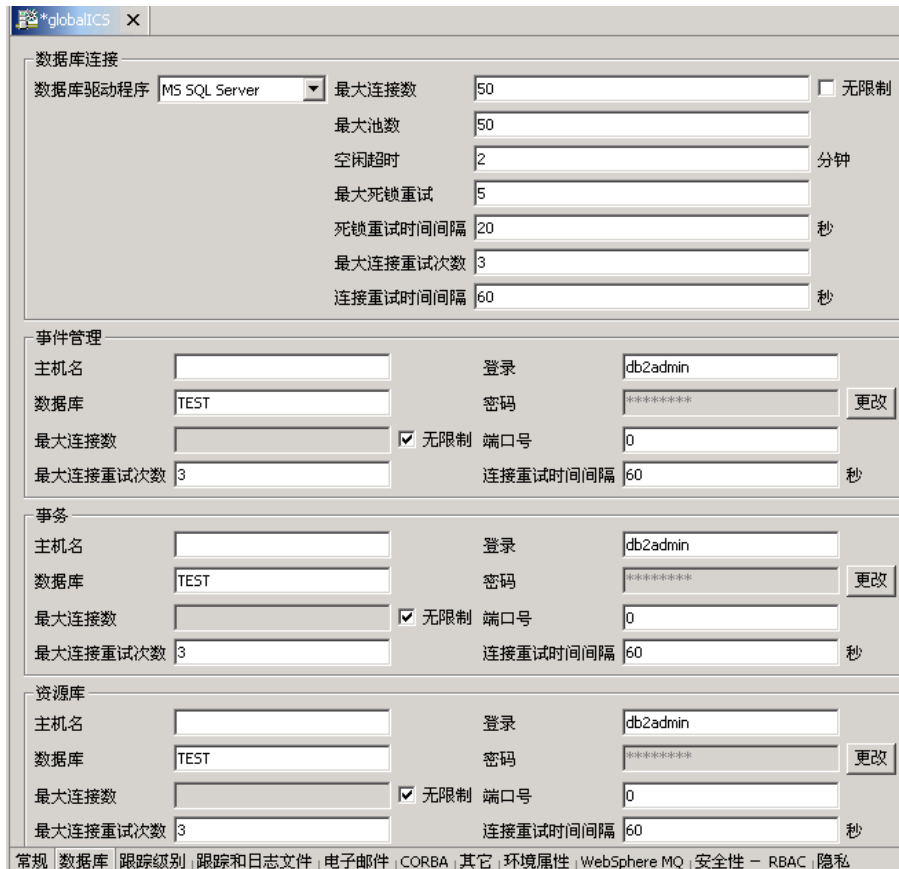 *globalICS
数据库连接
数据库驱动程序 MS SQL Server 最大连接数 50 无限制
最大池数 50
空闲超时 2 分钟
最大死锁重试 5
死锁重试时间间隔 20 秒
最大连接重试次数 3
连接重试时间间隔 60 秒
事件管理
主机名 登录 db2admin
数据库 TEST 密码 ******** 更改
最大连接数 无限制 端口号 0
最大连接重试次数 3 连接重试时间间隔 60 秒
事务
主机名 登录 db2admin
数据库 TEST 密码 ******** 更改
最大连接数 无限制 端口号 0
最大连接重试次数 3 连接重试时间间隔 60 秒
资源库
主机名 登录 db2admin
数据库 TEST 密码 ******** 更改
最大连接数 无限制 端口号 0
最大连接重试次数 3 连接重试时间间隔 60 秒
常规 数据库 跟踪级别 跟踪和日志文件 电子邮件 CORBA 其它 环境属性 WebSphere MQ 安全性 － RBAC 隐私